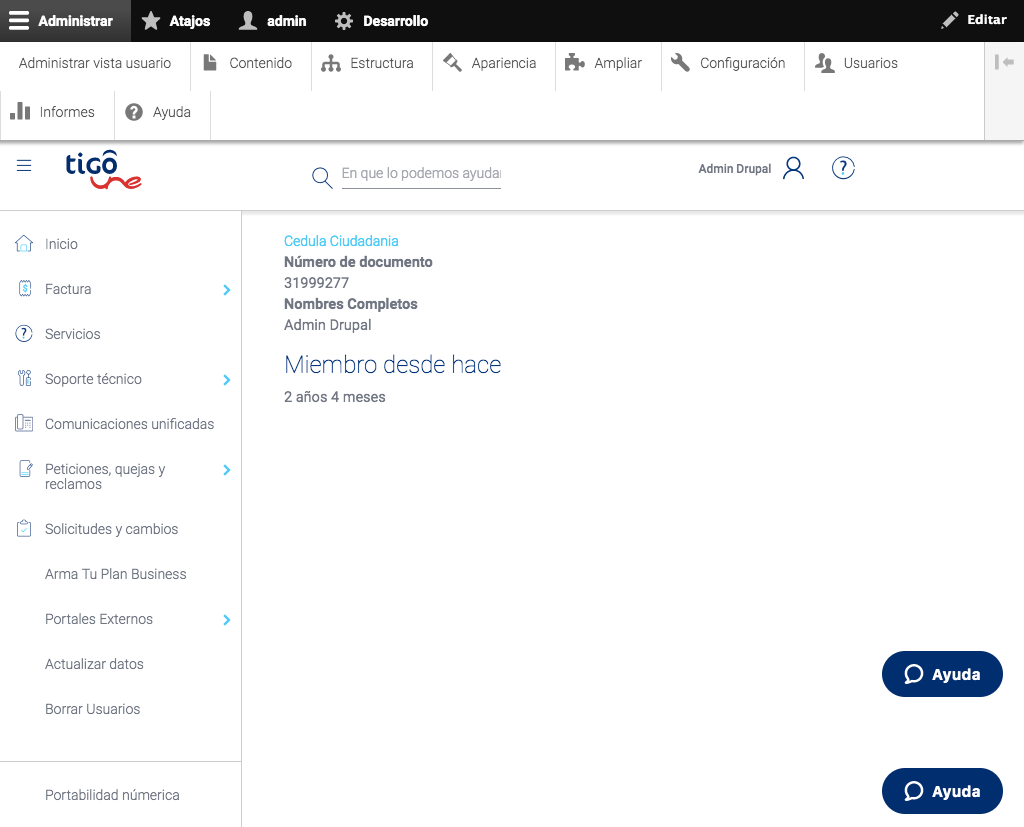 Administrar
Atajos
admin
Desarrollo
Editar
Administrar vista usuario
Contenido
Estructura
Apariencia
Ampliar
Configuración
Usuarios
Informes
Ayuda
tigô
une
En que lo podemos ayuda
Admin Drupal
?
Inicio
Factura
Servicios
Soporte técnico
Comunicaciones unificadas
Peticiones, quejas y
reclamos
Solicitudes y cambios
Arma Tu Plan Business
Portales Externos
Actualizar datos
Borrar Usuarios
Portabilidad númerica
Cedula Ciudadania
Número de documento
31999277
Nombres Completos
Admin Drupal
Miembro desde hace
2 años 4 meses
Ayuda
Ayuda